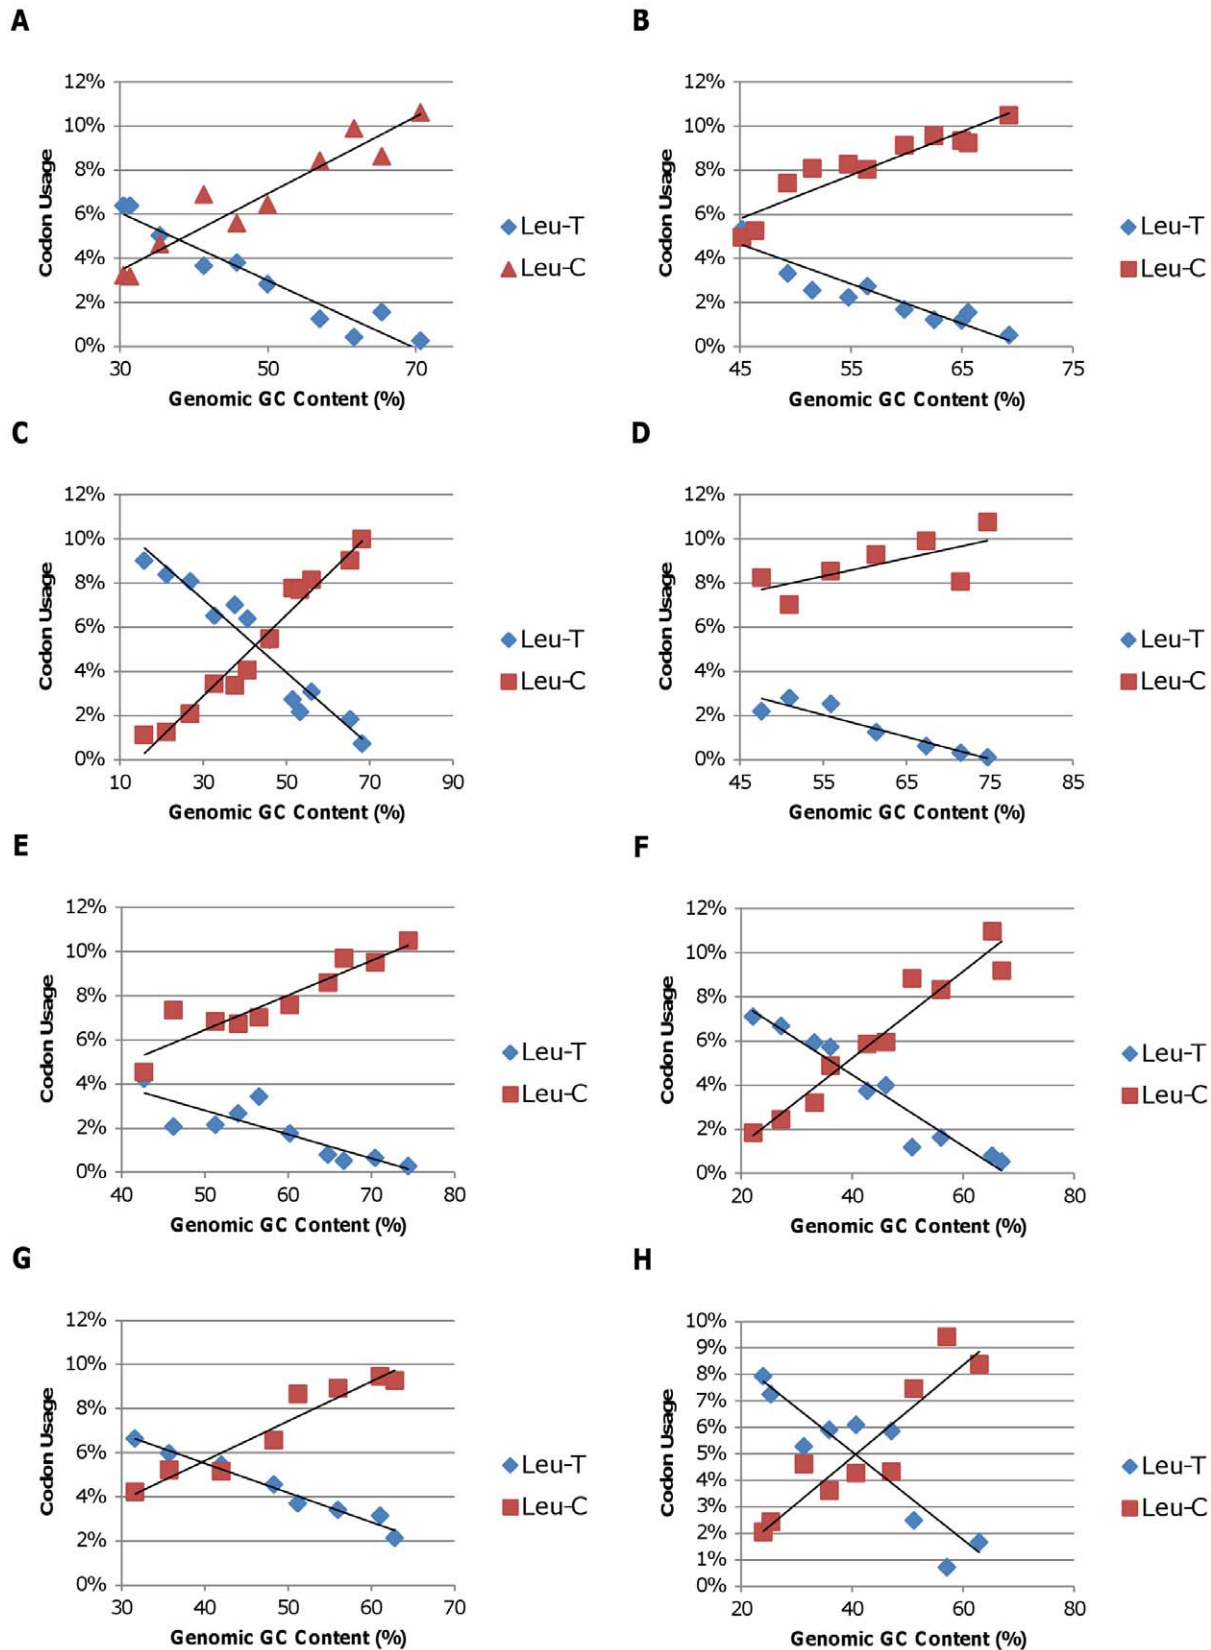 A
12%
10%
8%
6%
4%
2%
0%
Codon Usage
30 50 70
Genomic GC Content (%)
Leu-T
Leu-C
B
12%
10%
8%
6%
4%
2%
0%
Codon Usage
45 55 65 75
Genomic GC Content (%)
Leu-T
Leu-C
C
12%
10%
8%
6%
4%
2%
0%
Codon Usage
10 30 50 70 90
Genomic GC Content (%)
Leu-T
Leu-C
D
12%
10%
8%
6%
4%
2%
0%
Codon Usage
45 55 65 75 85
Genomic GC Content (%)
Leu-T
Leu-C
E
12%
10%
8%
6%
4%
2%
0%
Codon Usage
40 50 60 70 80
Genomic GC Content (%)
Leu-T
Leu-C
F
12%
10%
8%
6%
4%
2%
0%
Codon Usage
20 40 60 80
Genomic GC Content (%)
Leu-T
Leu-C
G
12%
10%
8%
6%
4%
2%
0%
Codon Usage
30 40 50 60 70
Genomic GC Content (%)
Leu-T
Leu-C
H
10%
9%
8%
7%
6%
5%
4%
3%
2%
1%
0%
Codon Usage
20 40 60 80
Genomic GC Content (%)
Leu-T
Leu-C